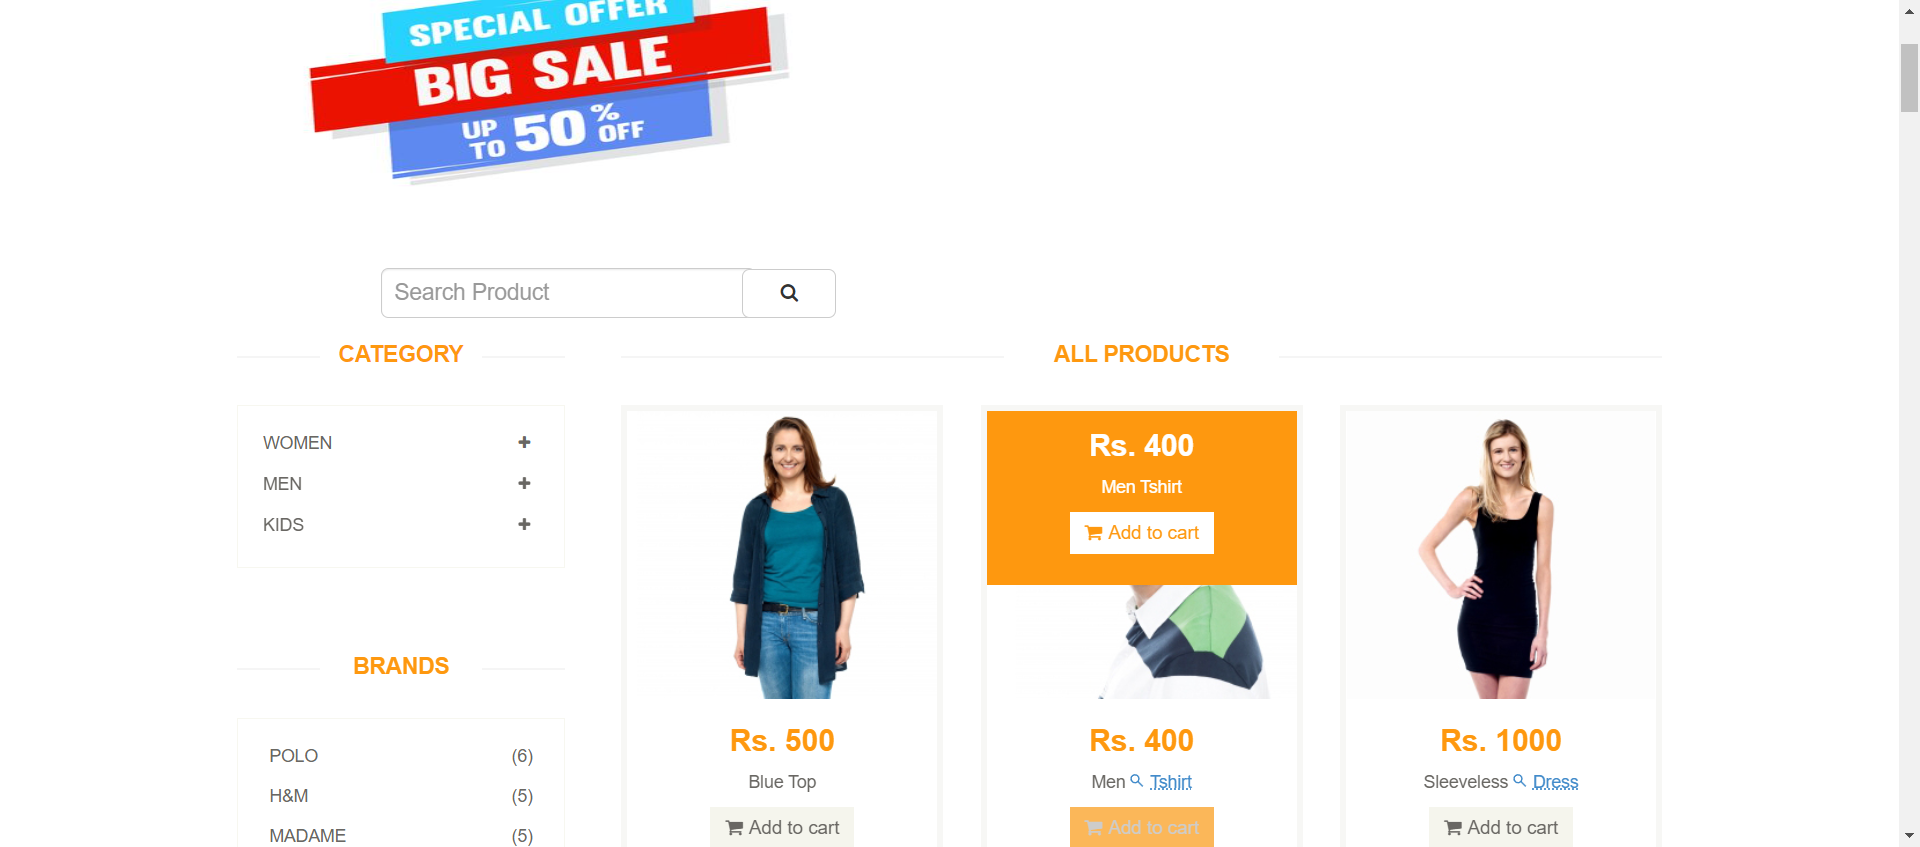 SPECIAL OFFER
BIG SALE
UP TO 50% OFF
Search Product
CATEGORY
WOMEN
MEN
KIDS
BRANDS
POLO (6)
H&M (5)
MADAME (5)
ALL PRODUCTS
Rs. 500
Blue Top
Add to cart
Rs. 400
Men Tshirt
Add to cart
Rs. 400
Men Tshirt
Add to cart
Rs. 1000
Sleeveless Dress
Add to cart